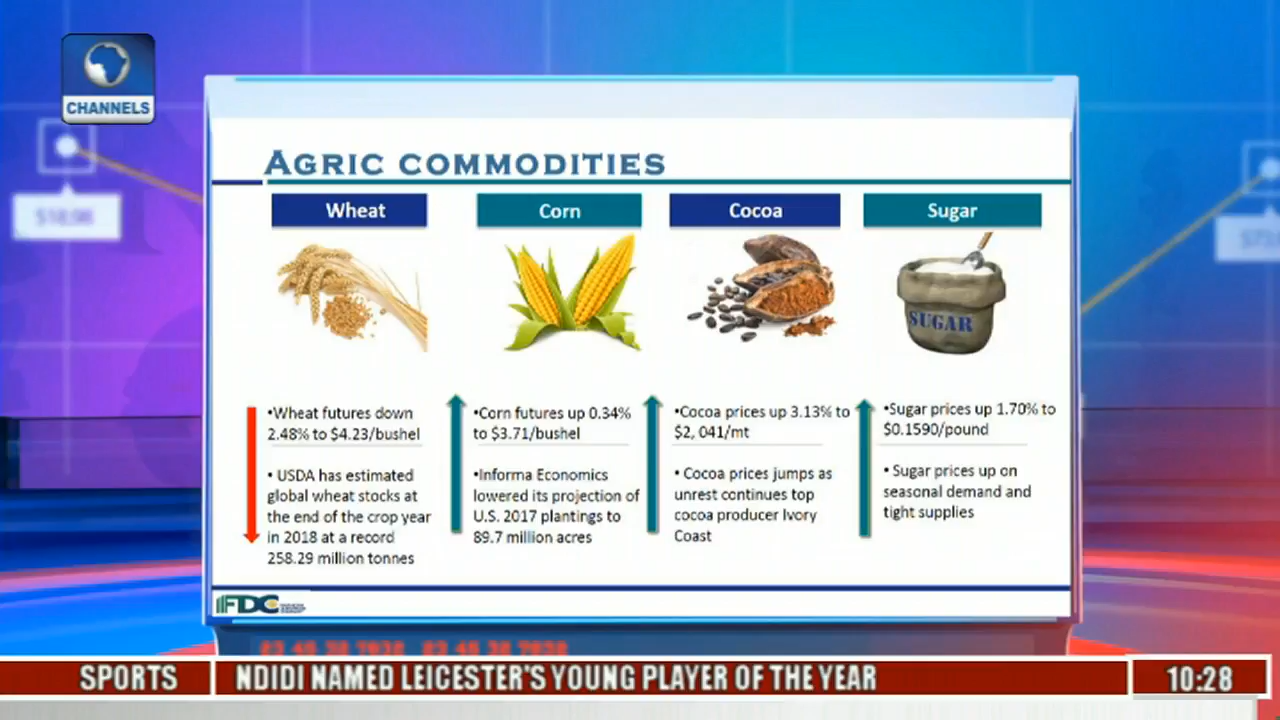 CHANNELS
AGRIC COMMODITIES
Wheat
Corn
Cocoa
Sugar
SUGAR
•Wheat futures down
2.48% to $4.23/bushel
• USDA has estimated
global wheat stocks at
the end of the crop year
in 2018 at a record
258.29 million tonnes
•Corn futures up 0.34%
to $3.71/bushel
•Informa Economics
lowered its projection of
U.S. 2017 plantings to
89.7 million acres
•Cocoa prices up 3.13% to
$2, 041/mt
• Cocoa prices jumps as
unrest continues top
cocoa producer Ivory
Coast
•Sugar prices up 1.70% to
$0.1590/pound
• Sugar prices up on
seasonal demand and
tight supplies
FDC
SPORTS
NDIDI NAMED LEICESTER'S YOUNG PLAYER OF THE YEAR
10:28